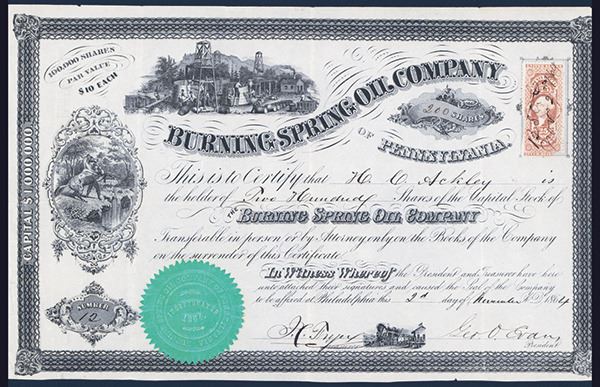 100,000 SHARES
PAR VALUE
$10 EACH
BURNING SPRING OIL COMPANY
200 SHARES
OF
PENNSYLVANIA.
CAPITAL $1,000,000
This is to Certify that H. C. Ackley is
the holder of Two Hundred Shares of the Capital Stock of
THE BURNING SPRING OIL COMPANY
Transferable in person or by Attorney only on the Books of the Company
on the surrender of this Certificate.
In Witness Whereof the President and Treasurer have here
unto attached their signatures and caused the Seal of the Company
to be affixed at Philadelphia this 2d day of November A.D. 1864
NUMBER
12
Geo. O. Evans
President